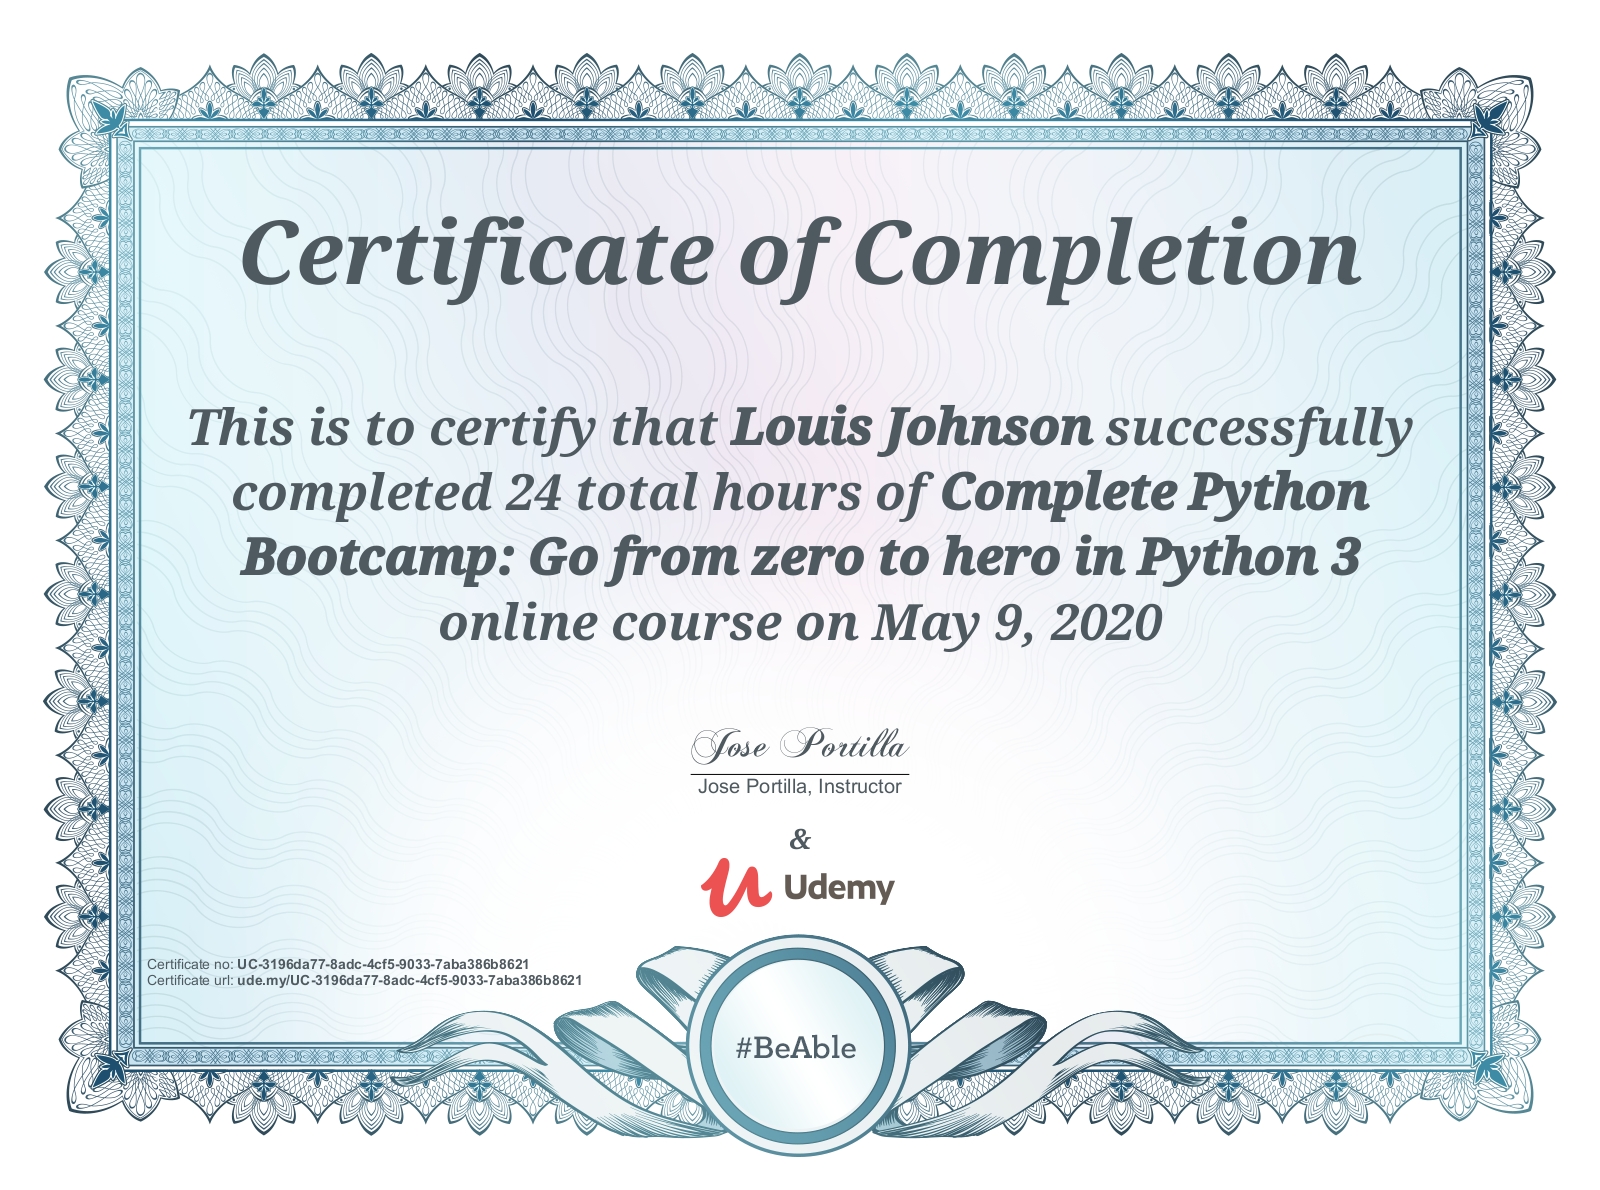 Certificate of Completion
This is to certify that Louis Johnson successfully
completed 24 total hours of Complete Python
Bootcamp: Go from zero to hero in Python 3
online course on May 9, 2020
Jose Portilla
Jose Portilla, Instructor
&
Udemy
Certificate no: UC-3196da77-8adc-4cf5-9033-7aba386b8621
Certificate url: ude.my/UC-3196da77-8adc-4cf5-9033-7aba386b8621
#BeAble